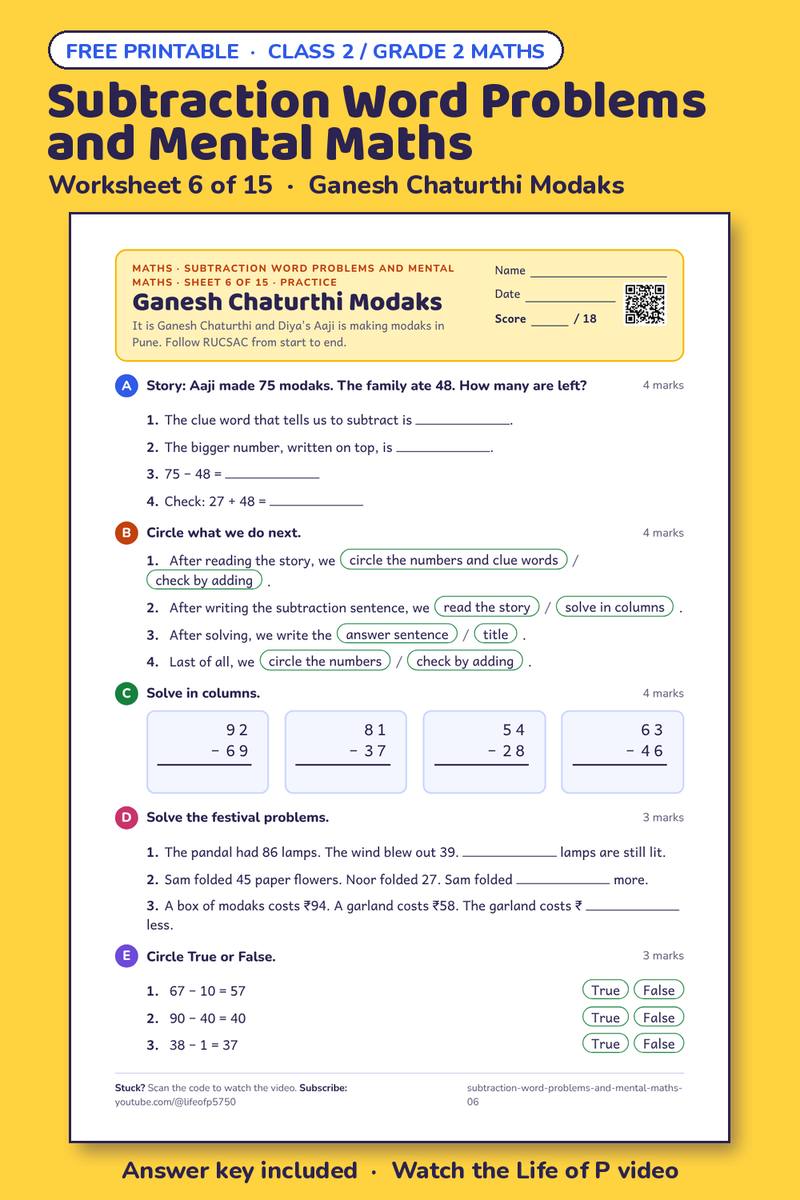 FREE PRINTABLE · CLASS 2 / GRADE 2 MATHS
Subtraction Word Problems
and Mental Maths
Worksheet 6 of 15 · Ganesh Chaturthi Modaks
MATHS · SUBTRACTION WORD PROBLEMS AND MENTAL
MATHS · SHEET 6 OF 15 · PRACTICE
Ganesh Chaturthi Modaks
It is Ganesh Chaturthi and Diya's Aaji is making modaks in
Pune. Follow RUCSAC from start to end.
Name ____________
Date ____________
Score ______ / 18
A Story: Aaji made 75 modaks. The family ate 48. How many are left? 4 marks
1. The clue word that tells us to subtract is ____________.
2. The bigger number, written on top, is ____________.
3. 75 − 48 = ____________
4. Check: 27 + 48 = ____________
B Circle what we do next. 4 marks
1. After reading the story, we circle the numbers and clue words /
check by adding .
2. After writing the subtraction sentence, we read the story / solve in columns .
3. After solving, we write the answer sentence / title .
4. Last of all, we circle the numbers / check by adding .
C Solve in columns. 4 marks
92 81 54 63
− 69 − 37 − 28 − 46
D Solve the festival problems. 3 marks
1. The pandal had 86 lamps. The wind blew out 39. ____________ lamps are still lit.
2. Sam folded 45 paper flowers. Noor folded 27. Sam folded ____________ more.
3. A box of modaks costs ₹94. A garland costs ₹58. The garland costs ₹ ____________
less.
E Circle True or False. 3 marks
1. 67 − 10 = 57 True False
2. 90 − 40 = 40 True False
3. 38 − 1 = 37 True False
Stuck? Scan the code to watch the video. Subscribe:
youtube.com/@lifeofp5750
subtraction-word-problems-and-mental-maths-
06
Answer key included · Watch the Life of P video